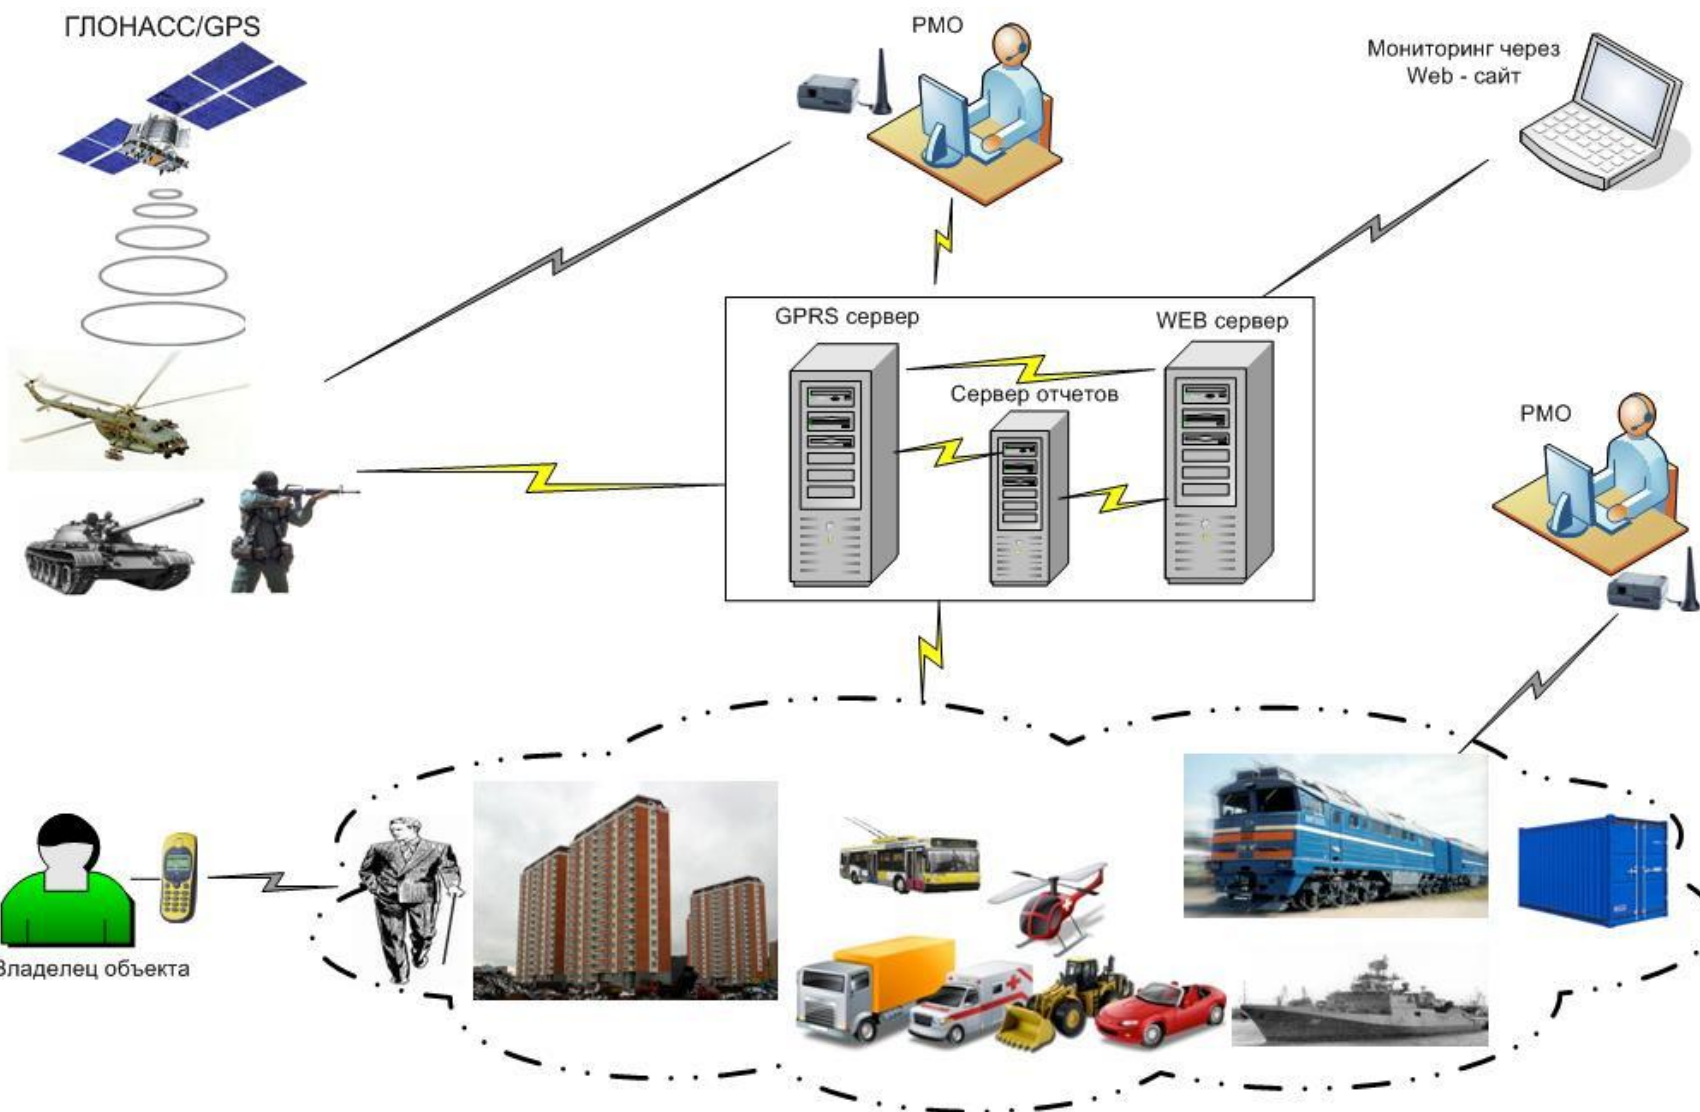 ГЛОНАСС/GPS
РМО
Мониторинг через
Web - сайт
GPRS сервер
WEB сервер
Сервер отчетов
РМО
Владелец объекта